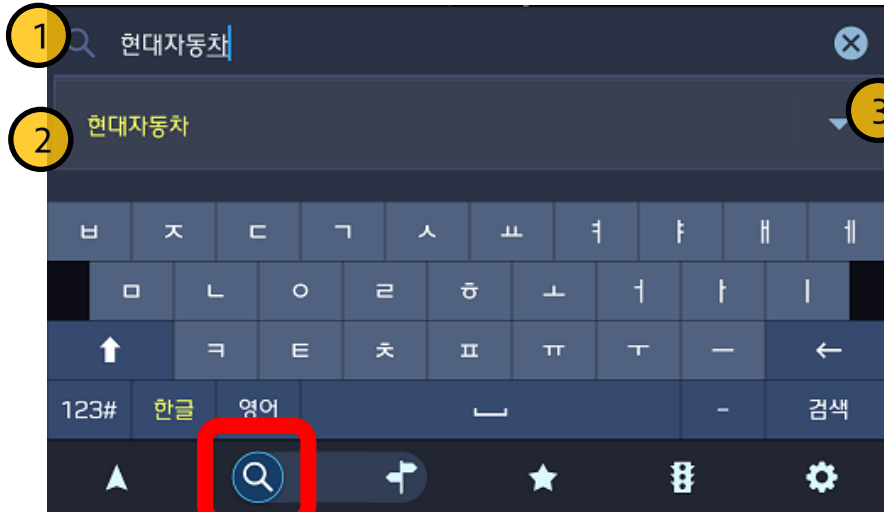 1 현대자동차
2 현대자동차 3
ㅂ ㅈ ㄷ ㄱ ㅅ ㅛ ㅕ ㅑ ㅐ ㅔ
ㅁ ㄴ ㅇ ㄹ ㅎ ㅗ ㅓ ㅏ ㅣ
ㅋ ㅌ ㅊ ㅍ ㅠ ㅜ ㅡ
123# 한글 영어 - 검색